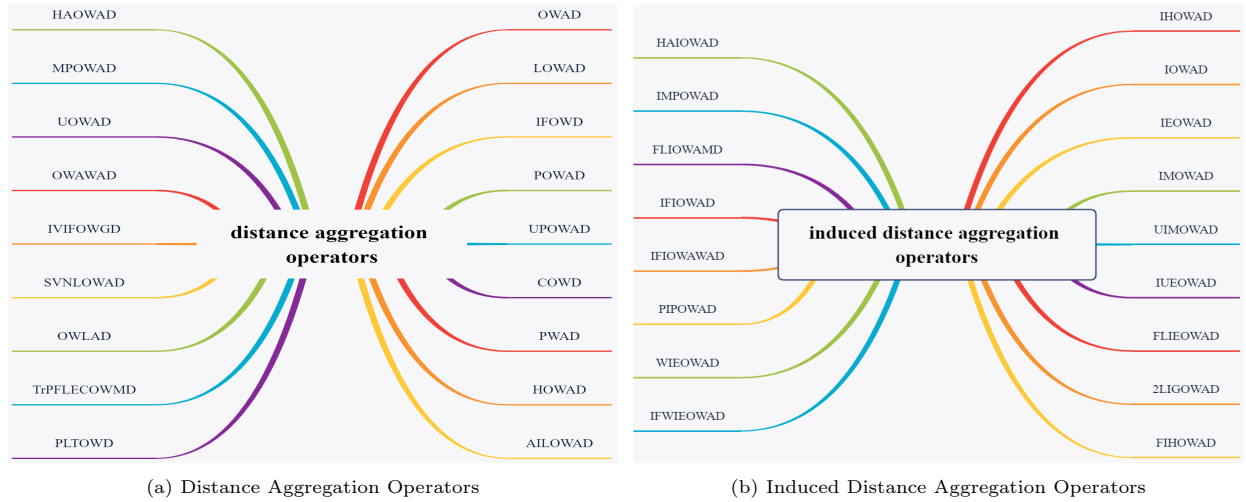 HAOWAD
MPOWAD
UOWAD
OWAWAD
IVIFOWGD
SVNLOWAD
OWLAD
TrPFLECOWMD
PLTOWD
distance aggregation
operators
OWAD
LOWAD
IFOWD
POWAD
UPOWAD
COWD
PWAD
HOWAD
AILOWAD
(a) Distance Aggregation Operators
HAIOWAD
IMPOWAD
FLIOWAMD
IFIOWAD
IFIOWAWAD
PIPOWAD
WIEOWAD
IFWIEOWAD
induced distance aggregation
operators
IHOWAD
IOWAD
IEOWAD
IMOWAD
UIMOWAD
IUEOWAD
FLIEOWAD
2LIGOWAD
FIHOWAD
(b) Induced Distance Aggregation Operators